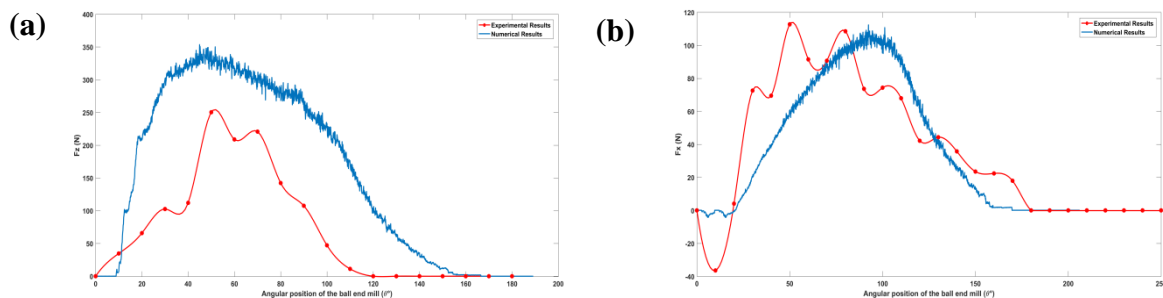 (a)
Experimental Results
Numerical Results
Fz (N)
400
350
300
250
200
150
100
50
0
0 20 40 60 80 100 120 140 160 180 200
Angular position of the ball end mill (θ°)
(b)
Experimental Results
Numerical Results
Fx (N)
120
100
80
60
40
20
0
-20
-40
0 50 100 150 200 250
Angular position of the ball end mill (θ°)